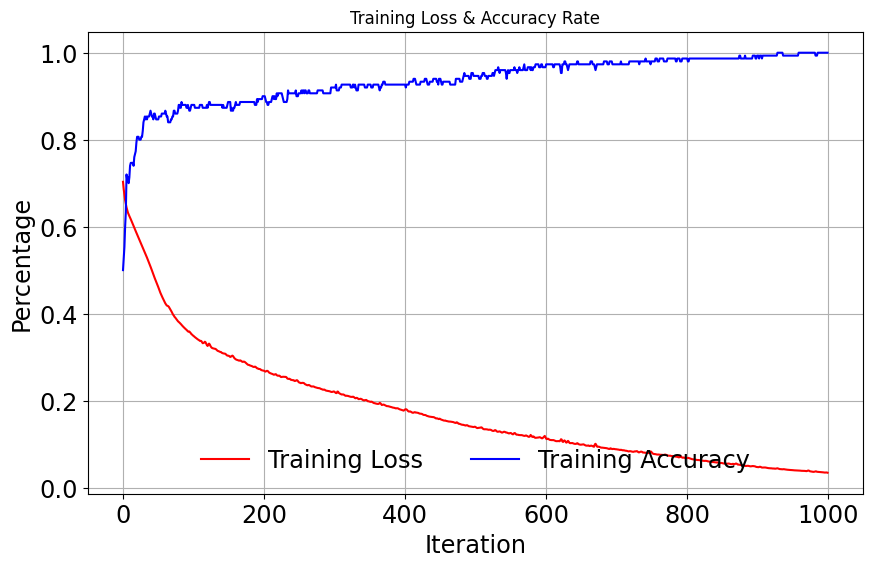 Training Loss & Accuracy Rate
1.0
0.8
0.6
0.4
0.2
0.0
Percentage
Training Loss Training Accuracy
0 200 400 600 800 1000
Iteration